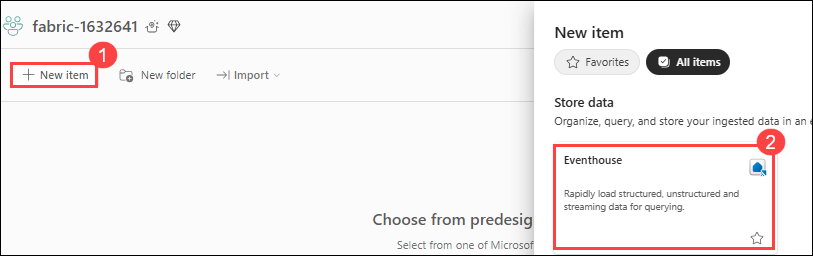 fabric-1632641
1
New item
New folder
Import
Choose from predesig
Select from one of Microsof
New item
Favorites
All items
Store data
Organize, query, and store your ingested data in an e
2
Eventhouse
Rapidly load structured, unstructured and
streaming data for querying.